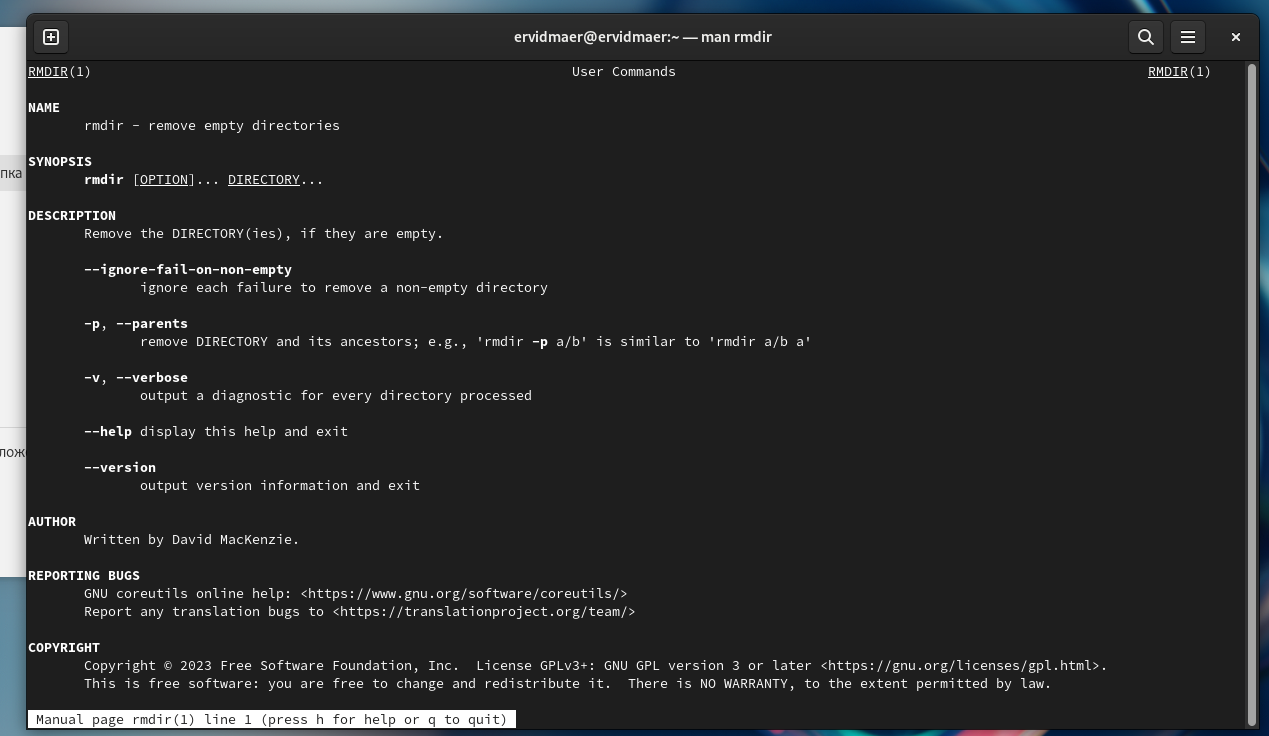 ervidmaer@ervidmaer:~ — man rmdir
RMDIR(1) User Commands RMDIR(1)
NAME
rmdir - remove empty directories
пка
SYNOPSIS
rmdir [OPTION]... DIRECTORY...
DESCRIPTION
Remove the DIRECTORY(ies), if they are empty.
--ignore-fail-on-non-empty
ignore each failure to remove a non-empty directory
-p, --parents
remove DIRECTORY and its ancestors; e.g., 'rmdir -p a/b' is similar to 'rmdir a/b a'
-v, --verbose
output a diagnostic for every directory processed
--help display this help and exit
--version
output version information and exit
AUTHOR
Written by David MacKenzie.
REPORTING BUGS
GNU coreutils online help: <https://www.gnu.org/software/coreutils/>
Report any translation bugs to <https://translationproject.org/team/>
COPYRIGHT
Copyright © 2023 Free Software Foundation, Inc.  License GPLv3+: GNU GPL version 3 or later <https://gnu.org/licenses/gpl.html>.
This is free software: you are free to change and redistribute it.  There is NO WARRANTY, to the extent permitted by law.
Manual page rmdir(1) line 1 (press h for help or q to quit)